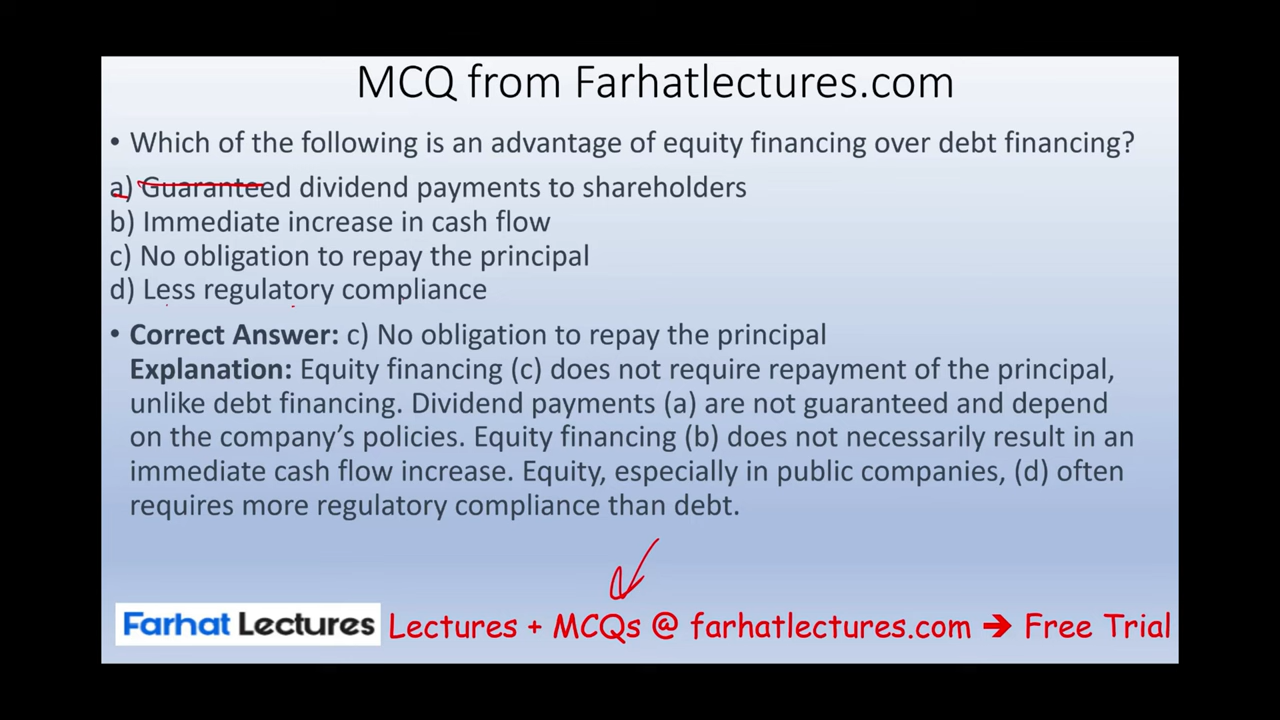 MCQ from Farhatlectures.com
• Which of the following is an advantage of equity financing over debt financing?
a) Guaranteed dividend payments to shareholders
b) Immediate increase in cash flow
c) No obligation to repay the principal
d) Less regulatory compliance
• Correct Answer: c) No obligation to repay the principal
Explanation: Equity financing (c) does not require repayment of the principal,
unlike debt financing. Dividend payments (a) are not guaranteed and depend
on the company’s policies. Equity financing (b) does not necessarily result in an
immediate cash flow increase. Equity, especially in public companies, (d) often
requires more regulatory compliance than debt.
Farhat Lectures Lectures + MCQs @ farhatlectures.com → Free Trial